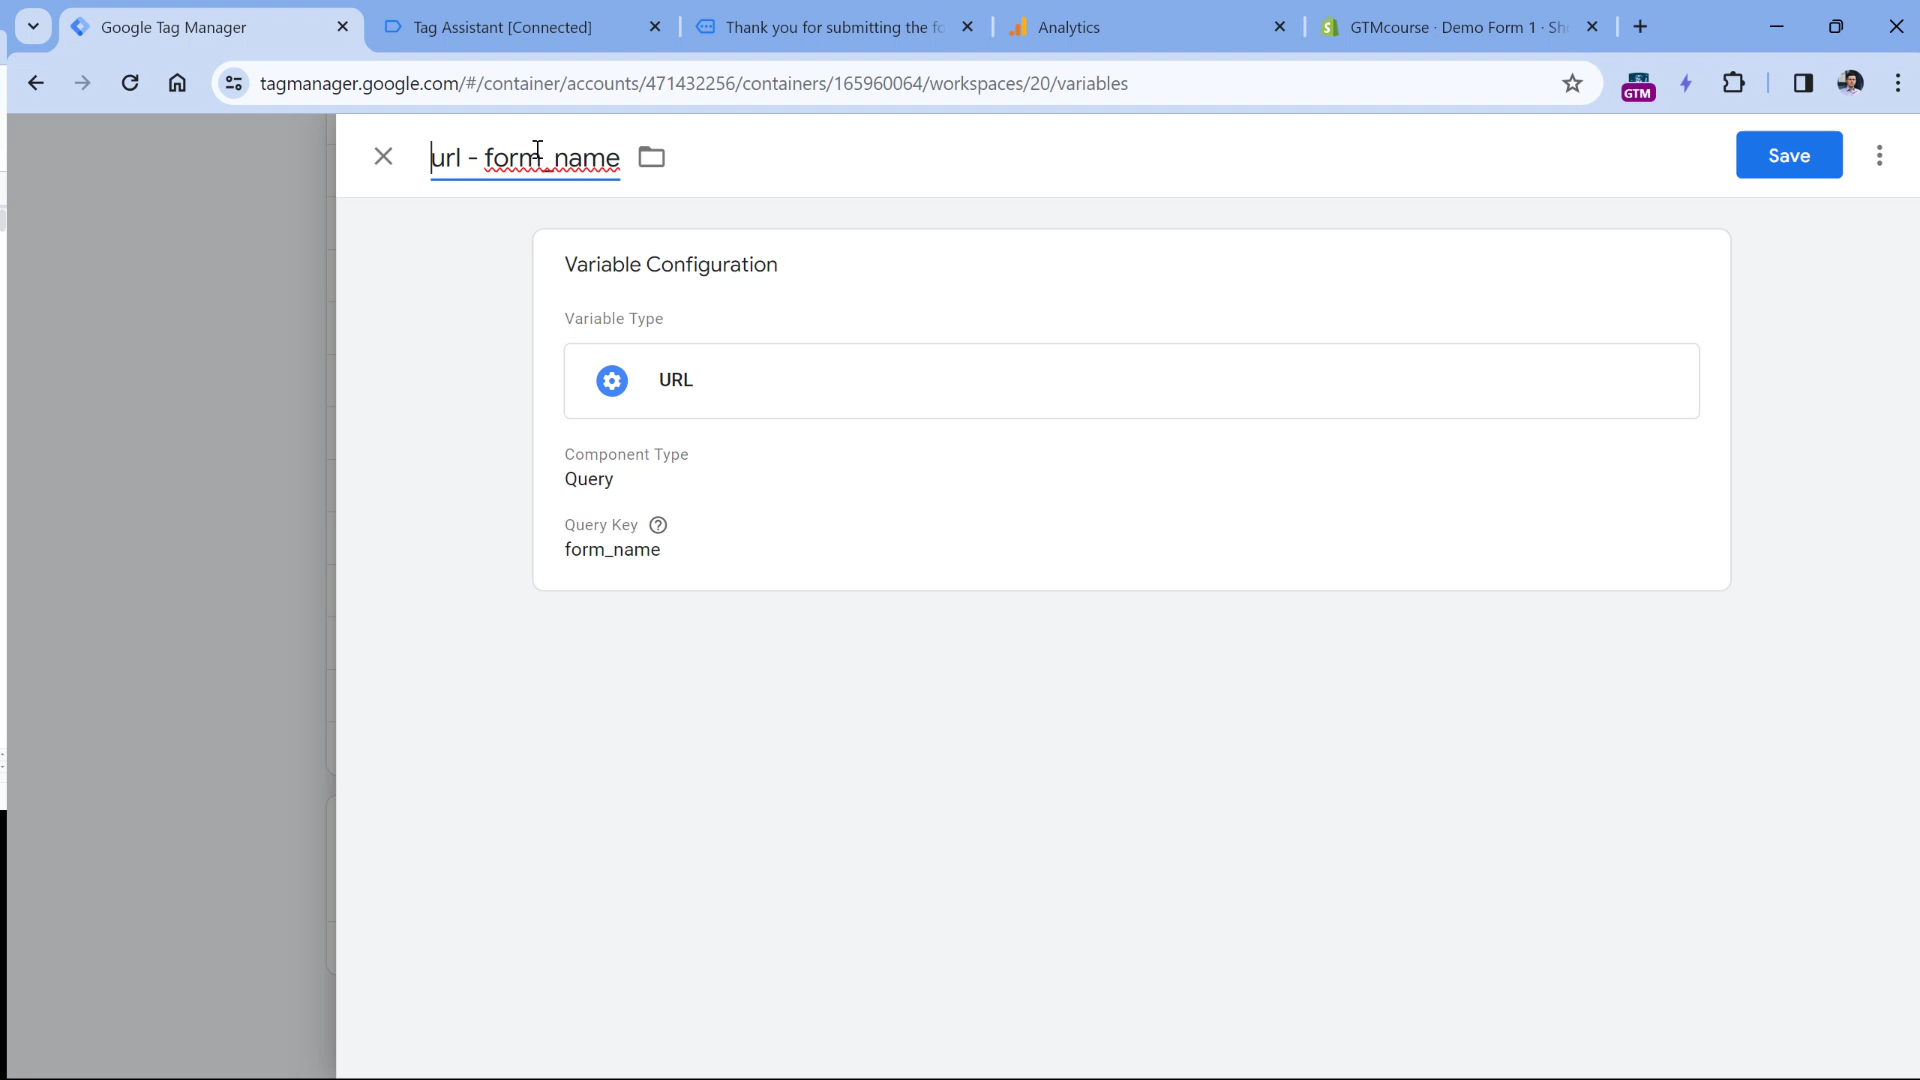 Google Tag Manager
Tag Assistant [Connected]
Thank you for submitting the fo
Analytics
GTMcourse · Demo Form 1 · Sh
tagmanager.google.com/#/container/accounts/471432256/containers/165960064/workspaces/20/variables
GTM
url - form_name
Save
Variable Configuration
Variable Type
URL
Component Type
Query
Query Key
form_name